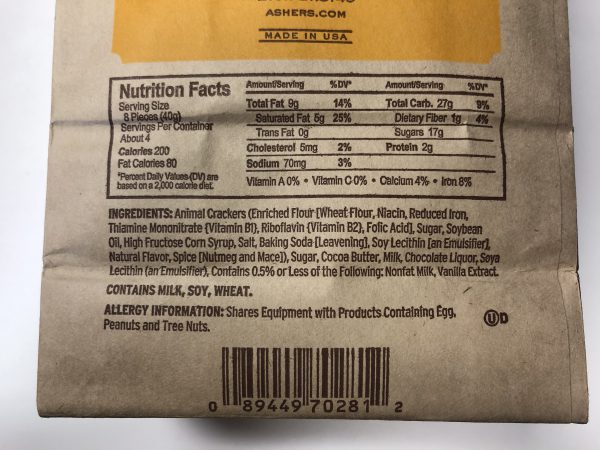 ASHERS.COM
MADE IN USA
Nutrition Facts
Serving Size
8 Pieces (40g)
Servings Per Container
About 4
Calories 200
Fat Calories 80
*Percent Daily Values (DV) are
based on a 2,000 calorie diet.
Amount/Serving %DV*
Total Fat 9g 14%
Saturated Fat 5g 25%
Trans Fat 0g
Cholesterol 5mg 2%
Sodium 70mg 3%
Amount/Serving %DV*
Total Carb. 27g 9%
Dietary Fiber 1g 4%
Sugars 17g
Protein 2g
Vitamin A 0% • Vitamin C 0% • Calcium 4% • Iron 8%
INGREDIENTS: Animal Crackers (Enriched Flour [Wheat Flour, Niacin, Reduced Iron,
Thiamine Mononitrate {Vitamin B1}, Riboflavin {Vitamin B2}, Folic Acid], Sugar, Soybean
Oil, High Fructose Corn Syrup, Salt, Baking Soda [Leavening], Soy Lecithin [an Emulsifier],
Natural Flavor, Spice [Nutmeg and Mace]), Sugar, Cocoa Butter, Milk, Chocolate Liquor, Soya
Lecithin (an Emulsifier), Contains 0.5% or Less of the Following: Nonfat Milk, Vanilla Extract.
CONTAINS MILK, SOY, WHEAT.
ALLERGY INFORMATION: Shares Equipment with Products Containing Egg,
Peanuts and Tree Nuts.
U D
0 89449 70281 2